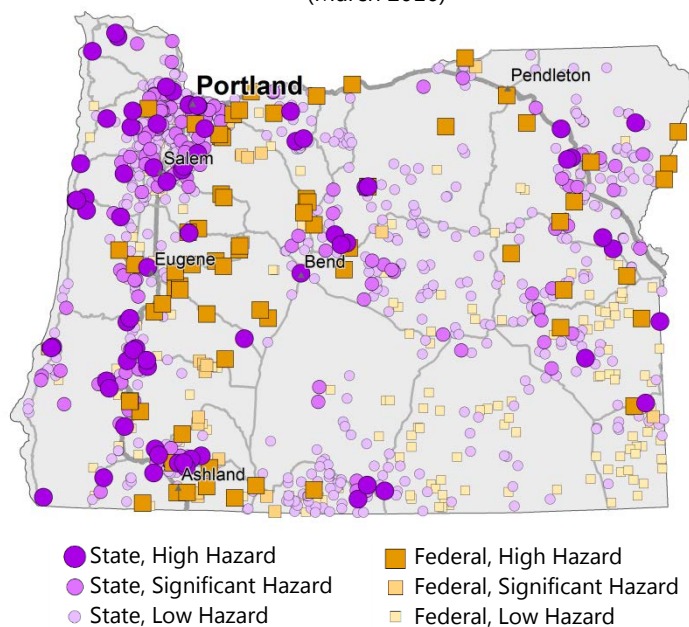 Portland
Pendleton
Salem
Eugene
Bend
Ashland
State, High Hazard
Federal, High Hazard
State, Significant Hazard
Federal, Significant Hazard
State, Low Hazard
Federal, Low Hazard